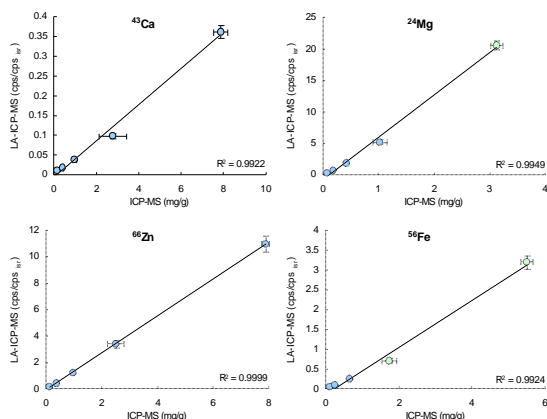 43Ca
LA-ICP-MS (cps/cps isr)
0.4
0.35
0.3
0.25
0.2
0.15
0.1
0.05
0
0 2 4 6 8 10
R² = 0.9922
ICP-MS (mg/g)
24Mg
LA-ICP-MS (cps/cps isr)
25
20
15
10
5
0
0 1 2 3 4
R² = 0.9949
ICP-MS (mg/g)
66Zn
LA-ICP-MS (cps/cps isr)
12
10
8
6
4
2
0
0 2 4 6 8
R² = 0.9999
ICP-MS (mg/g)
56Fe
LA-ICP-MS (cps/cps isr)
4
3.5
3
2.5
2
1.5
1
0.5
0
0 2 4 6
R² = 0.9924
ICP-MS (mg/g)